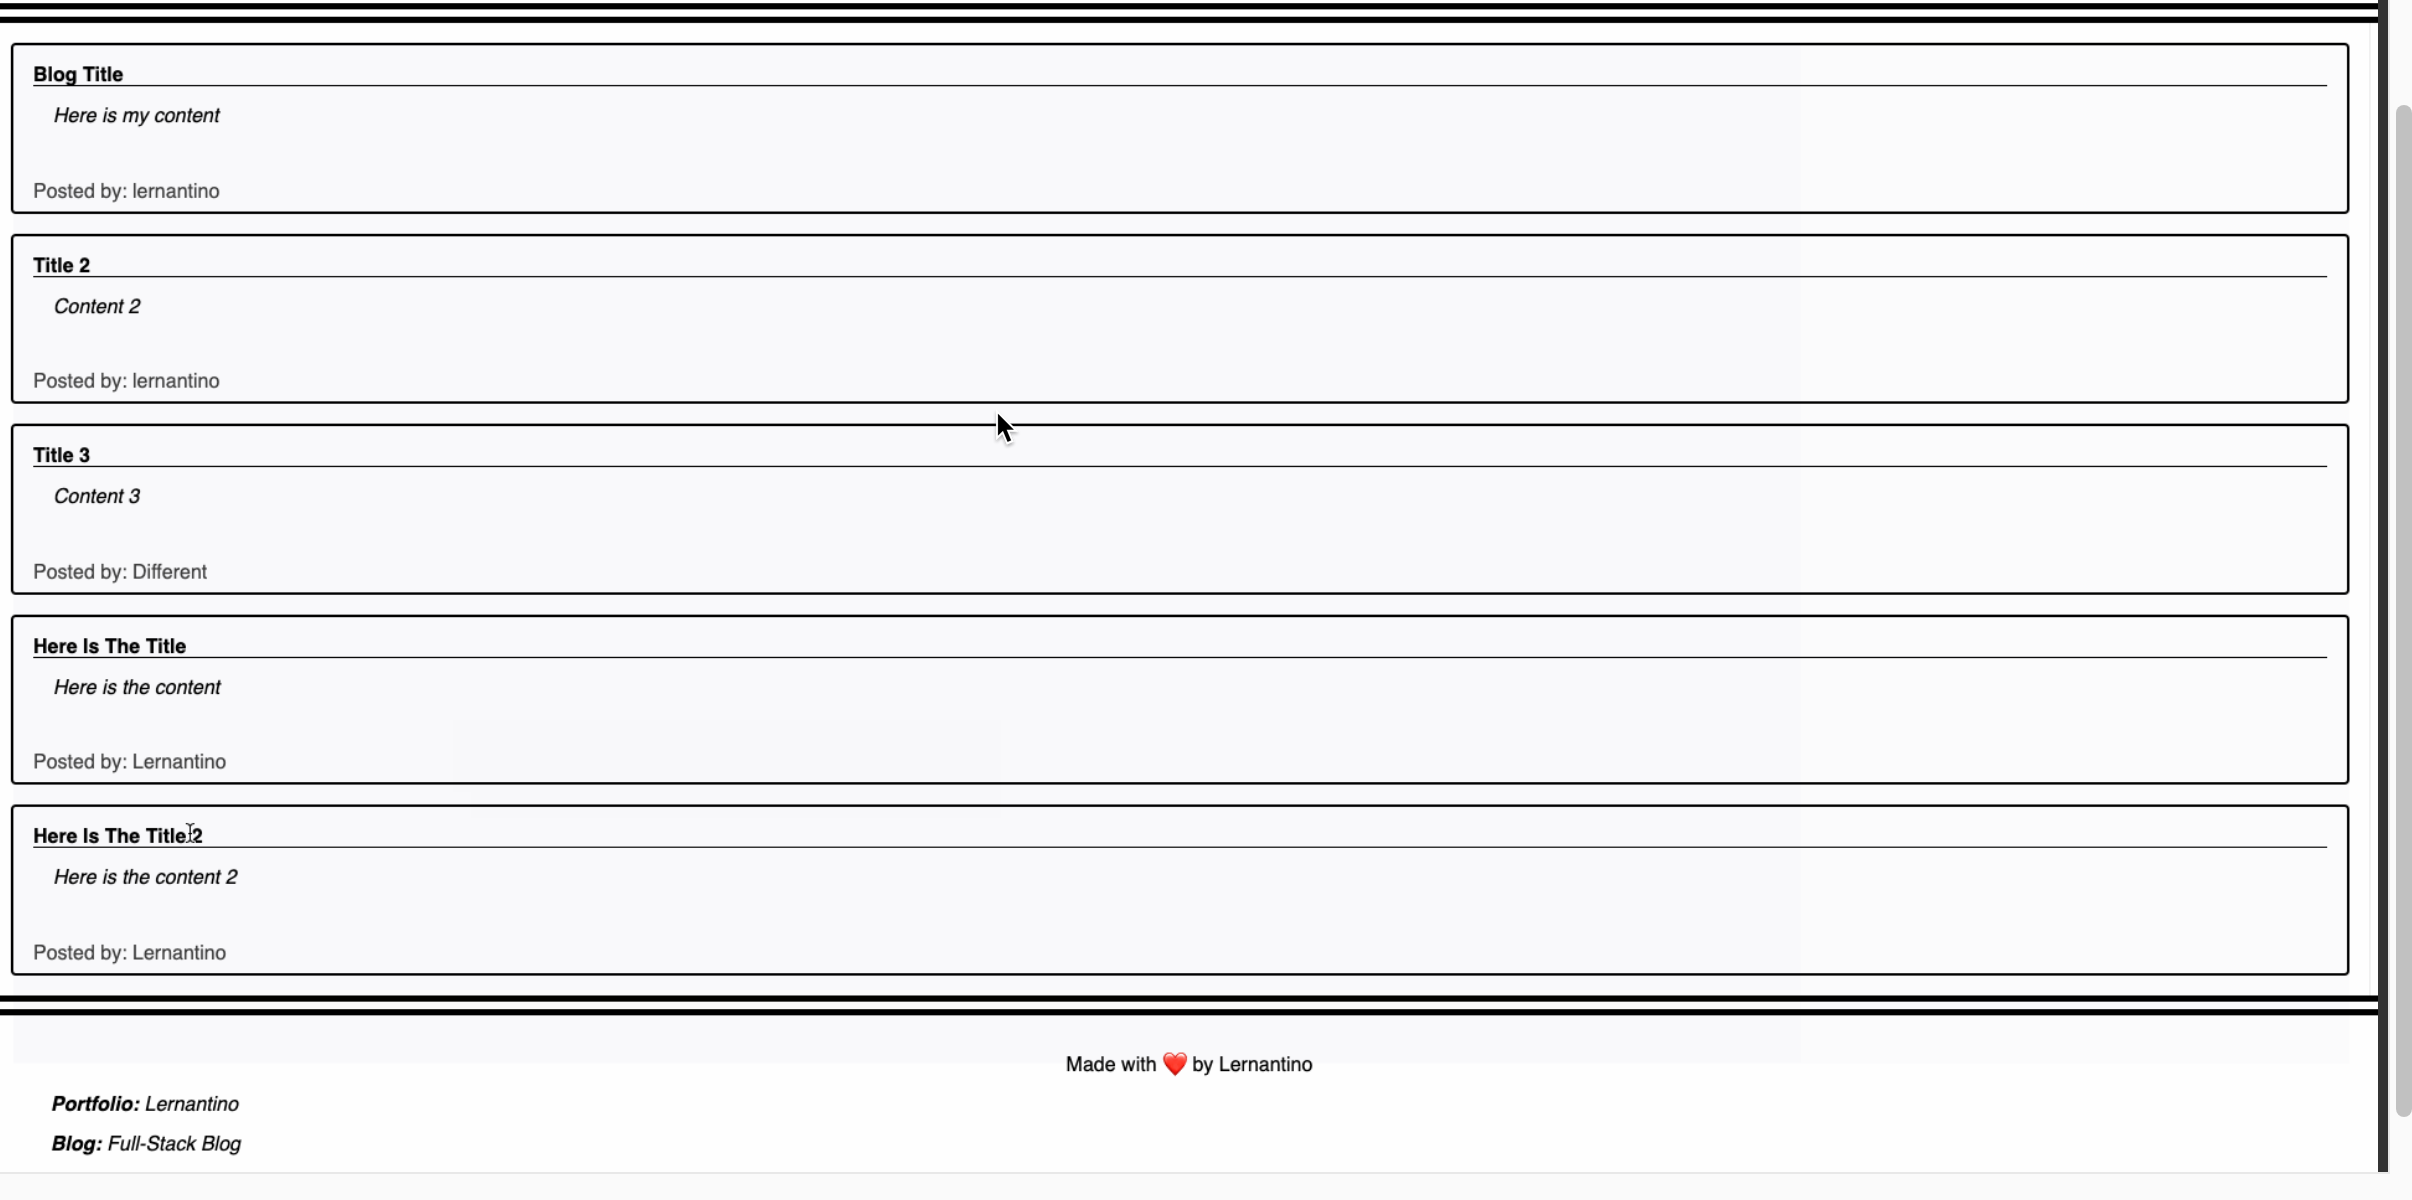 Blog Title
Here is my content
Posted by: lernantino
Title 2
Content 2
Posted by: lernantino
Title 3
Content 3
Posted by: Different
Here Is The Title
Here is the content
Posted by: Lernantino
Here Is The Title 2
Here is the content 2
Posted by: Lernantino
Made with ❤️ by Lernantino
Portfolio: Lernantino
Blog: Full-Stack Blog